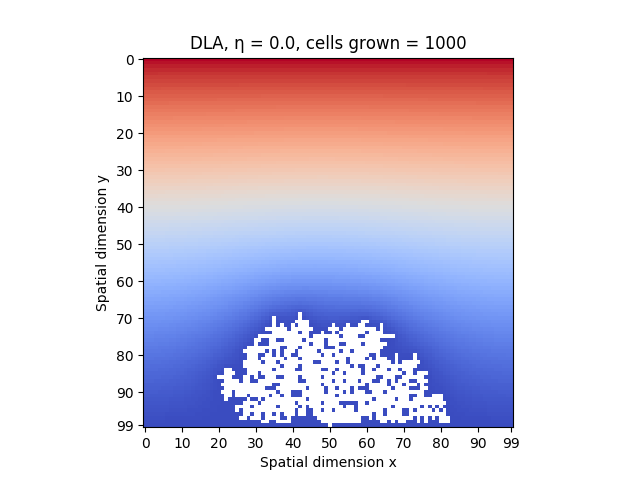 DLA, η = 0.0, cells grown = 1000
0
10
20
30
40
50
60
70
80
90
99
Spatial dimension y
0 10 20 30 40 50 60 70 80 90 99
Spatial dimension x